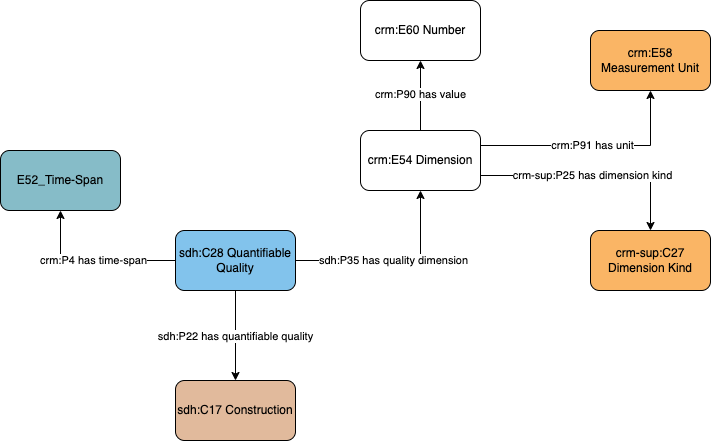 crm:E60 Number
crm:E58
Measurement Unit
crm:P90 has value
crm:E54 Dimension
crm:P91 has unit
crm-sup:P25 has dimension kind
E52_Time-Span
sdh:C28 Quantifiable
Quality
crm:P4 has time-span
sdh:P35 has quality dimension
crm-sup:C27
Dimension Kind
sdh:P22 has quantifiable quality
sdh:C17 Construction